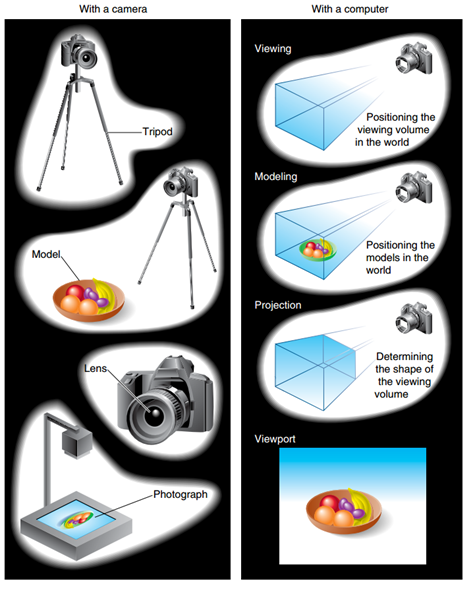 With a camera
With a computer
Tripod
Model
Lens
Photograph
Viewing
Positioning the
viewing volume
in the world
Modeling
Positioning the
models in the
world
Projection
Determining
the shape of
the viewing
volume
Viewport